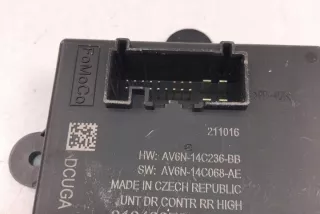 FoMoCo
211016
HW: AV6N-14C236-BB
SW: AV6N-14C068-AE
MADE IN CZECH REPUBLIC
UNT DR CONTR RR HIGH
-DCUGA